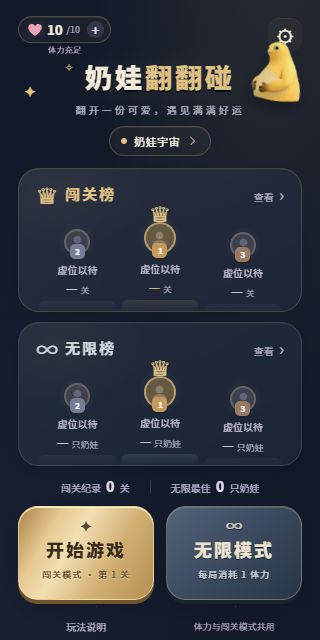 10 /10 +
体力充足
奶娃翻翻碰
翻开一份可爱，遇见满满好运
奶娃宇宙
闯关榜
查看
2
1
3
虚位以待
虚位以待
虚位以待
— 关
— 关
— 关
无限榜
查看
2
1
3
虚位以待
虚位以待
虚位以待
— 只奶娃
— 只奶娃
— 只奶娃
闯关纪录 0 关
无限最佳 0 只奶娃
开始游戏
闯关模式 · 第 1 关
无限模式
每局消耗 1 体力
玩法说明
体力与闯关模式共用